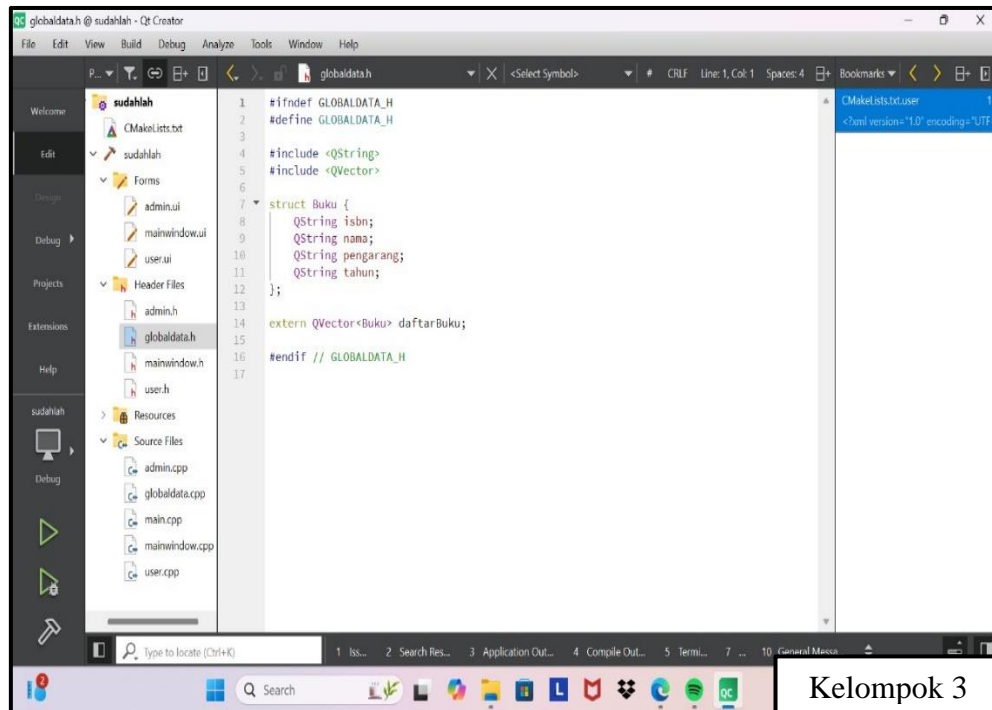 globaldata.h @ sudahlah - Qt Creator
File Edit View Build Debug Analyze Tools Window Help
P... globaldata.h <Select Symbol> # CRLF Line: 1, Col: 1 Spaces: 4 Bookmarks
Welcome
Edit
Design
Debug
Projects
Extensions
Help
sudahlah
Debug
sudahlah
CMakeLists.txt
sudahlah
Forms
admin.ui
mainwindow.ui
user.ui
Header Files
admin.h
globaldata.h
mainwindow.h
user.h
Resources
Source Files
admin.cpp
globaldata.cpp
main.cpp
mainwindow.cpp
user.cpp
1 #ifndef GLOBALDATA_H
2 #define GLOBALDATA_H
3
4 #include <QString>
5 #include <QVector>
6
7 struct Buku {
8 QString isbn;
9 QString nama;
10 QString pengarang;
11 QString tahun;
12 };
13
14 extern QVector<Buku> daftarBuku;
15
16 #endif // GLOBALDATA_H
17
CMakeLists.txt.user 1
<?xml version="1.0" encoding="UTF
Type to locate (Ctrl+K) 1 Iss... 2 Search Res... 3 Application Out... 4 Compile Out... 5 Termi... 7 ... 10 General Messa
2 Search
Kelompok 3